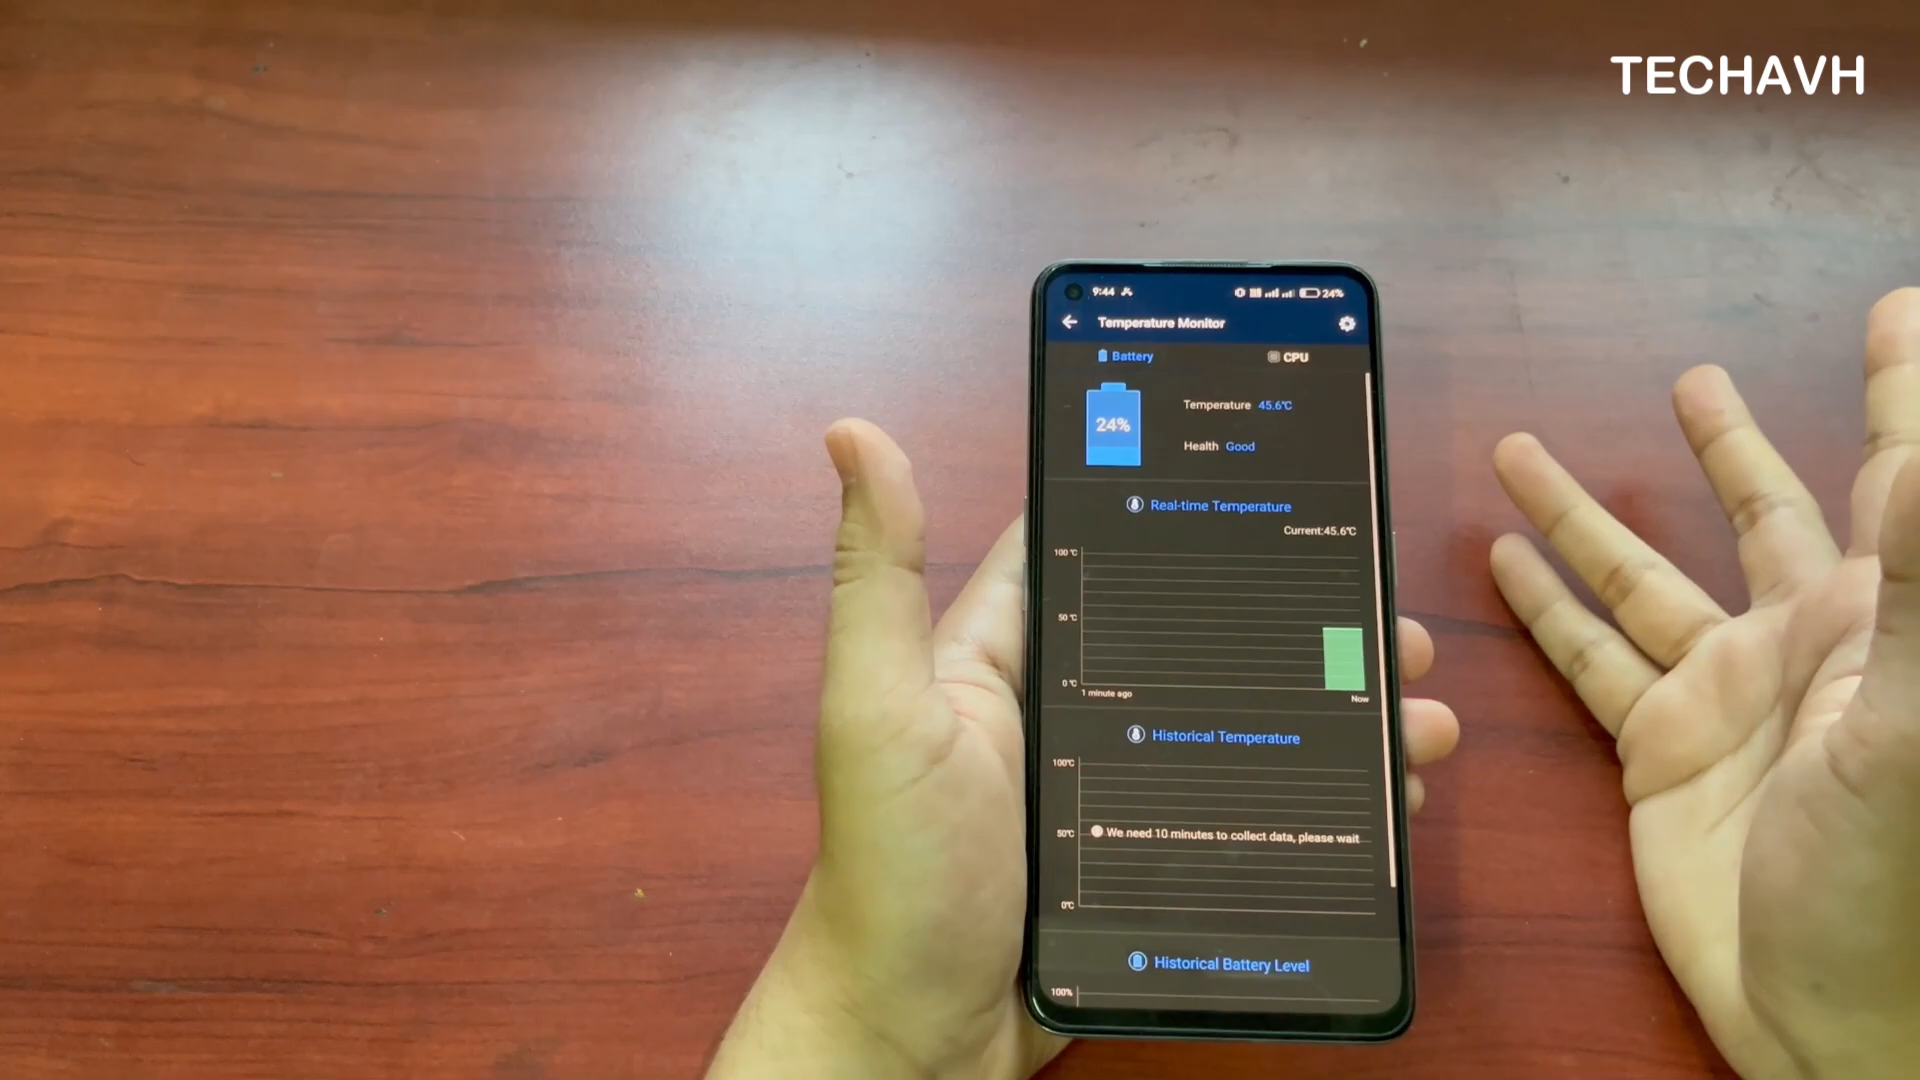 TECHAVH
9:44 24%
Temperature Monitor
Battery CPU
24%
Temperature 45.6℃
Health Good
Real-time Temperature
Current:45.6℃
100 ℃
50 ℃
0 ℃
1 minute ago Now
Historical Temperature
100℃
50℃ We need 10 minutes to collect data, please wait
0℃
Historical Battery Level
100%